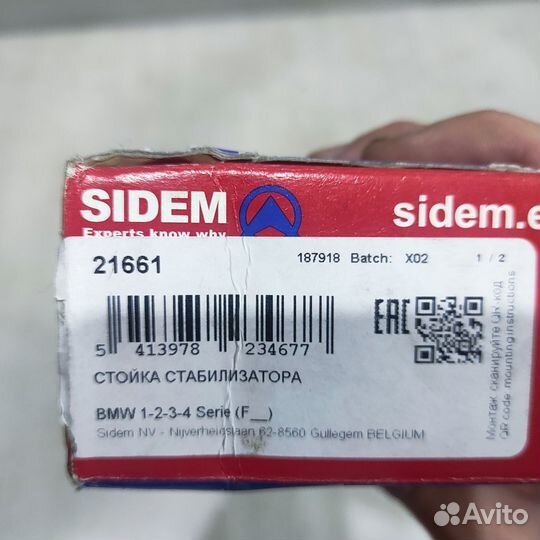 SIDEM
sidem.e
Experts know why
21661
187918 Batch: X02 1 / 2
EAC
5 413978 234677
СТОЙКА СТАБИЛИЗАТОРА
BMW 1-2-3-4 Serie (F__)
Sidem NV - Nijverheidslaan 62-8560 Gullegem BELGIUM
Монтаж: сканируйте QR-код
QR code :mounting instructions
Avito